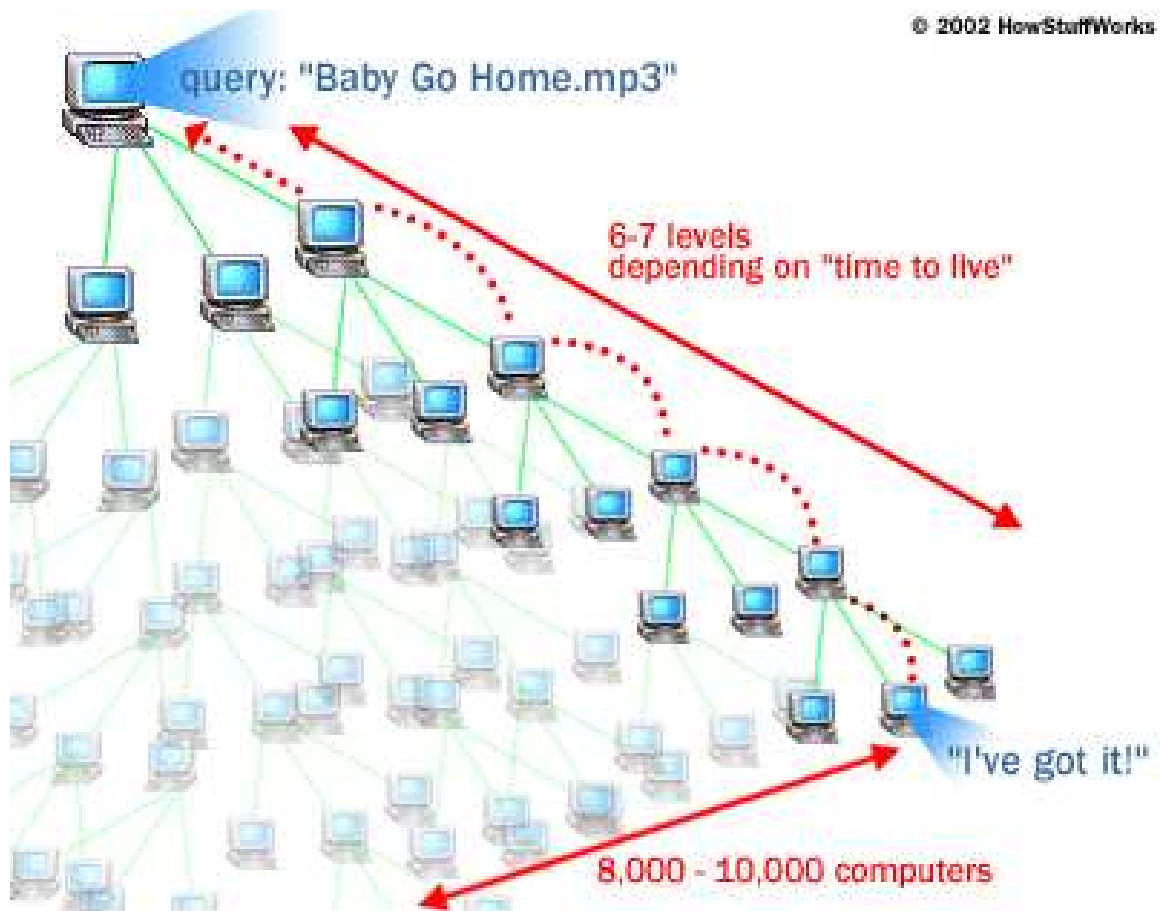 © 2002 HowStuffWorks
query: "Baby Go Home.mp3"
6-7 levels
depending on "time to live"
"I've got it!"
8,000 - 10,000 computers